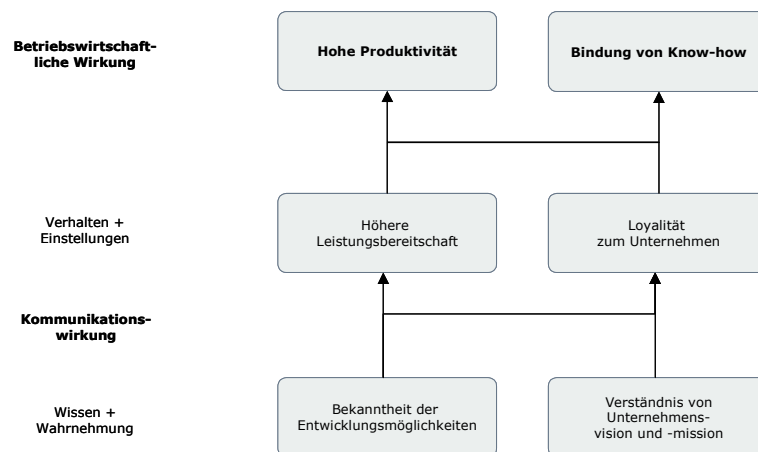 Betriebswirtschaft-
liche Wirkung
Hohe Produktivität
Bindung von Know-how
Verhalten +
Einstellungen
Höhere
Leistungsbereitschaft
Loyalität
zum Unternehmen
Kommunikations-
wirkung
Wissen +
Wahrnehmung
Bekanntheit der
Entwicklungsmöglichkeiten
Verständnis von
Unternehmens-
vision und -mission